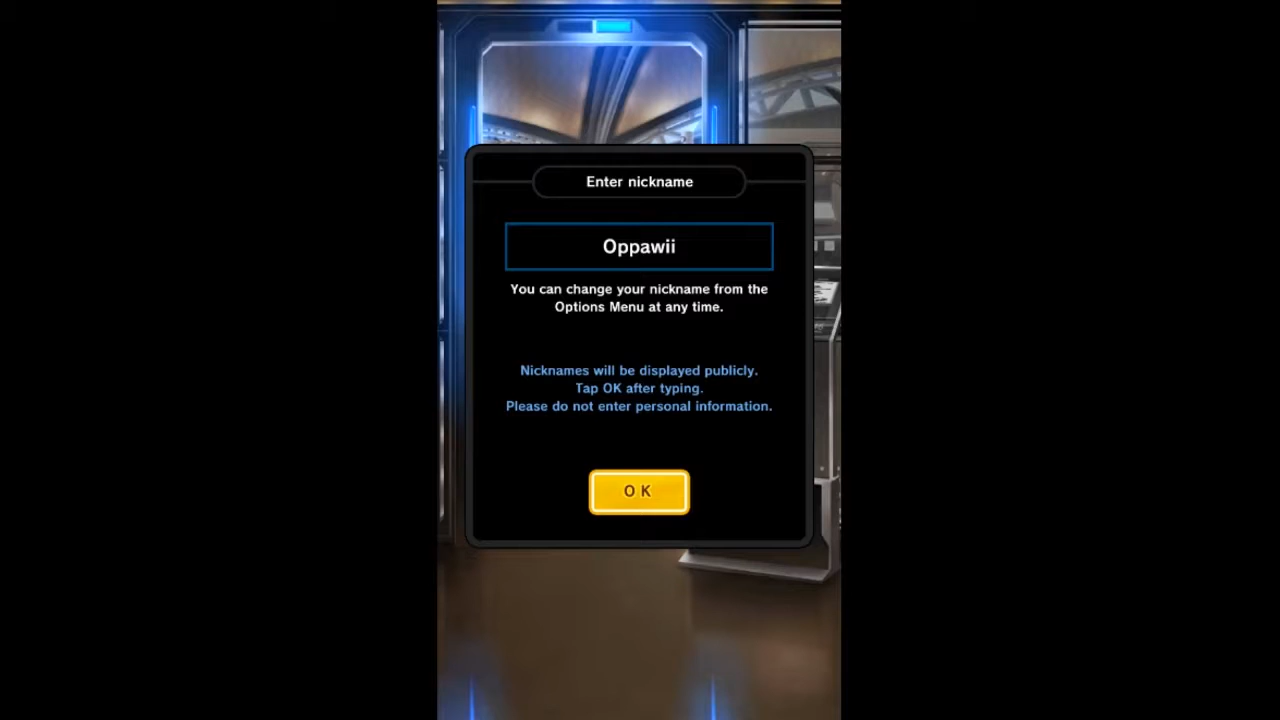 Enter nickname
Oppawii
You can change your nickname from the
Options Menu at any time.
Nicknames will be displayed publicly.
Tap OK after typing.
Please do not enter personal information.
OK